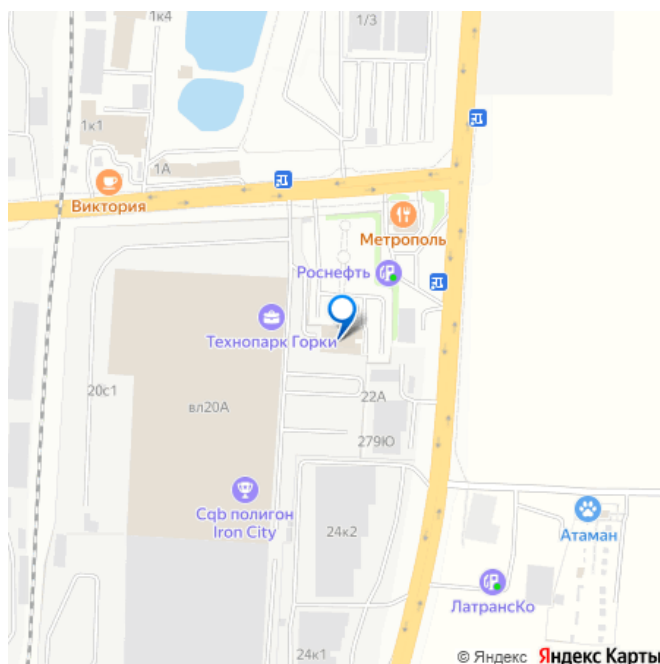 1к4
1/3
1к1
1А
Виктория
Метрополь
Роснефть
Технопарк Горки
20с1
вл20А
22А
279Ю
Cqb полигон
Iron City
24к2
Атаман
ЛатрансКо
24к1
© Яндекс Яндекс Карты